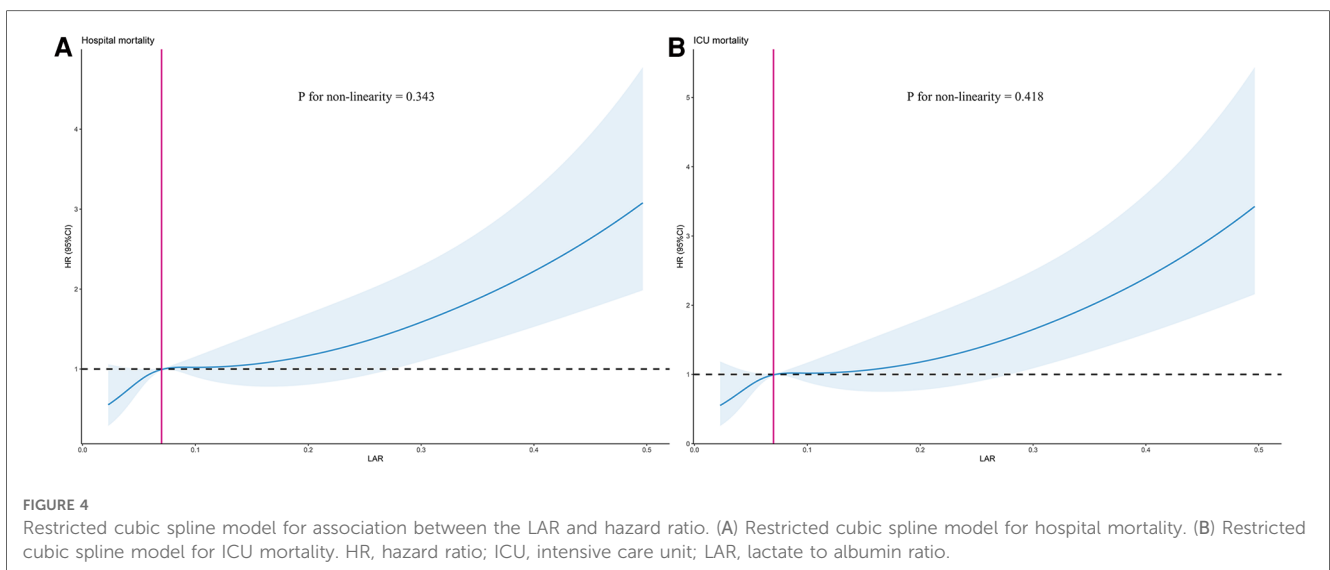 A Hospital mortality
P for non-linearity = 0.343
4
3
2
1
HR (95%CI)
0.0 0.1 0.2 0.3 0.4 0.5
LAR
B ICU mortality
P for non-linearity = 0.418
5
4
3
2
1
0
HR (95%CI)
0.0 0.1 0.2 0.3 0.4 0.5
LAR
FIGURE 4
Restricted cubic spline model for association between the LAR and hazard ratio. (A) Restricted cubic spline model for hospital mortality. (B) Restricted
cubic spline model for ICU mortality. HR, hazard ratio; ICU, intensive care unit; LAR, lactate to albumin ratio.